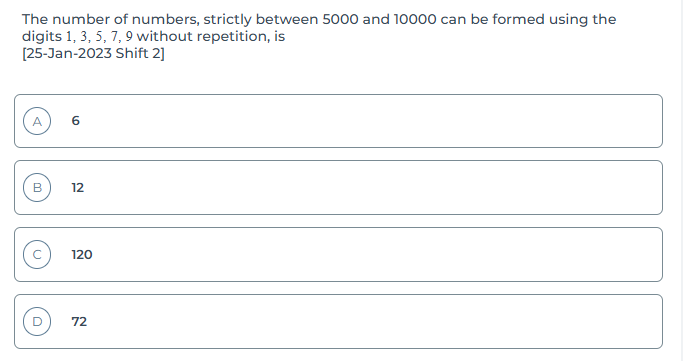 The number of numbers, strictly between 5000 and 10000 can be formed using the
digits 1, 3, 5, 7, 9 without repetition, is
[25-Jan-2023 Shift 2]
A 6
B 12
C 120
D 72